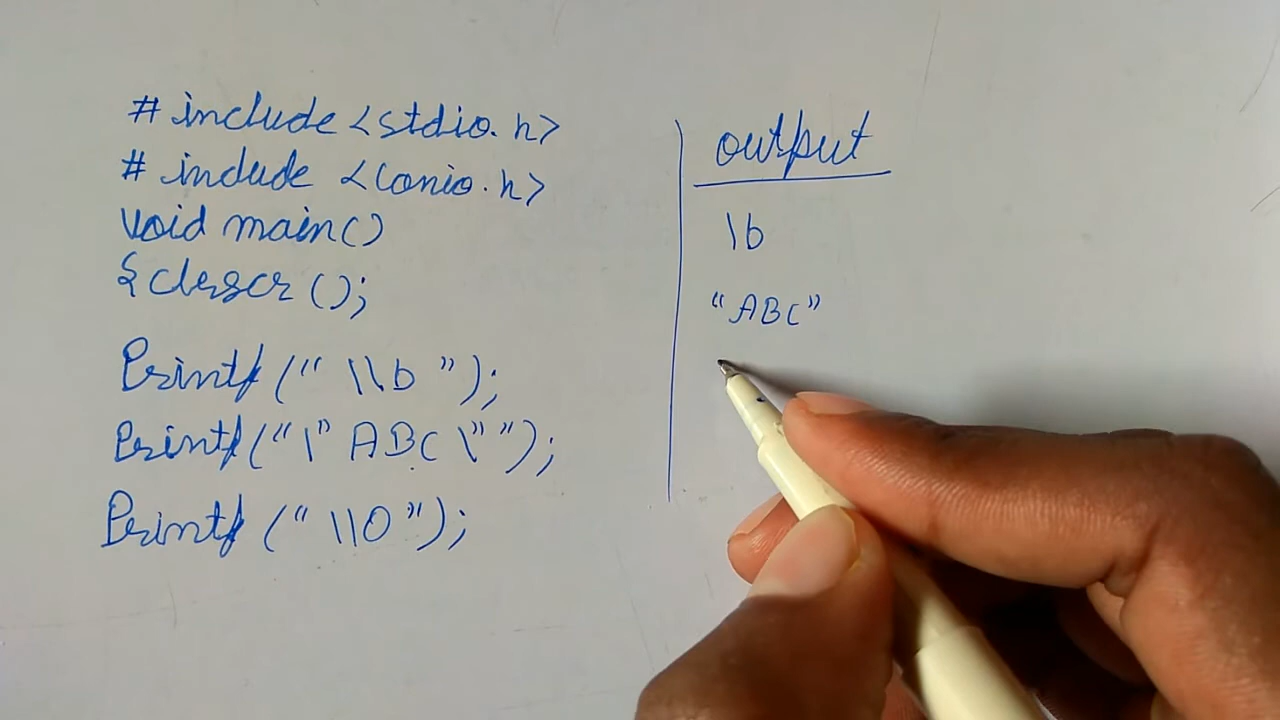 # include <stdio.h>
# include <conio.h>
void main()
{clrscr();
Printf(" \\b ");
Printf("\" ABC \" ");
Printf (" \\0 ");
output
\b
"ABC"